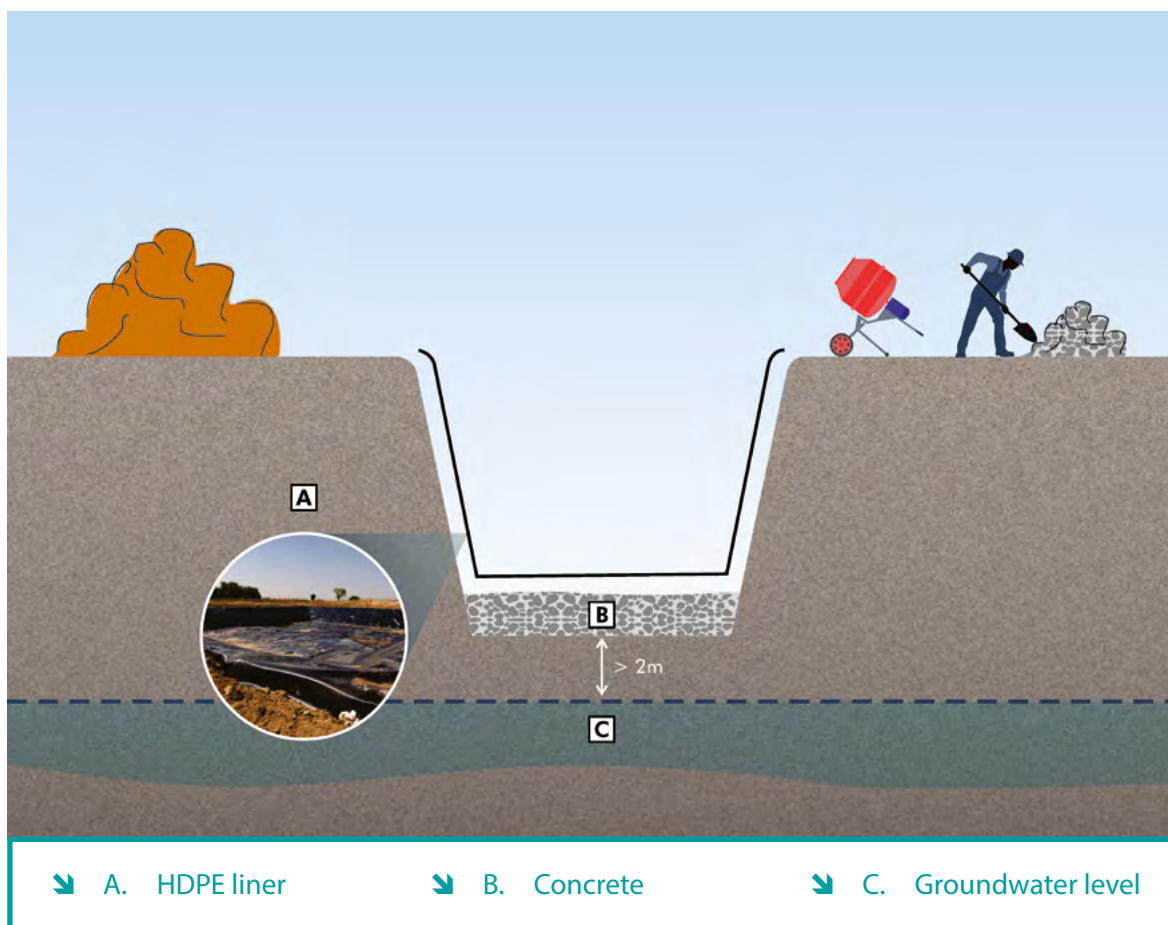 A
B
> 2m
C
A. HDPE liner
B. Concrete
C. Groundwater level